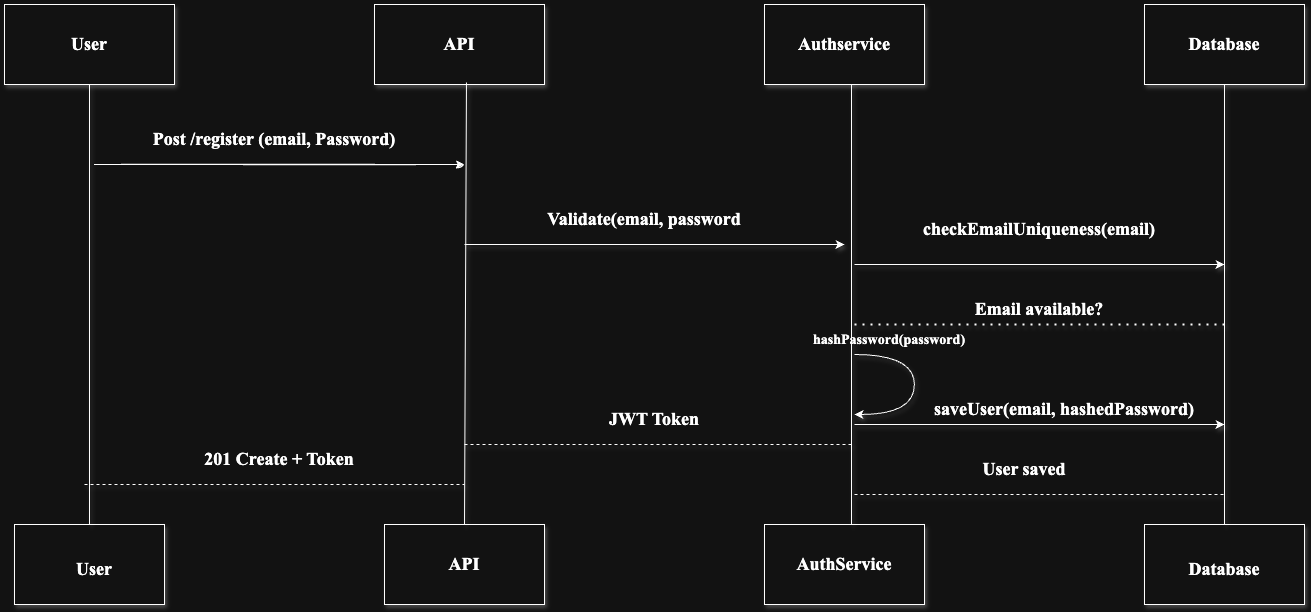 User
API
Authservice
Database
Post /register (email, Password)
Validate(email, password
checkEmailUniqueness(email)
Email available?
hashPassword(password)
saveUser(email, hashedPassword)
JWT Token
201 Create + Token
User saved
User
API
AuthService
Database